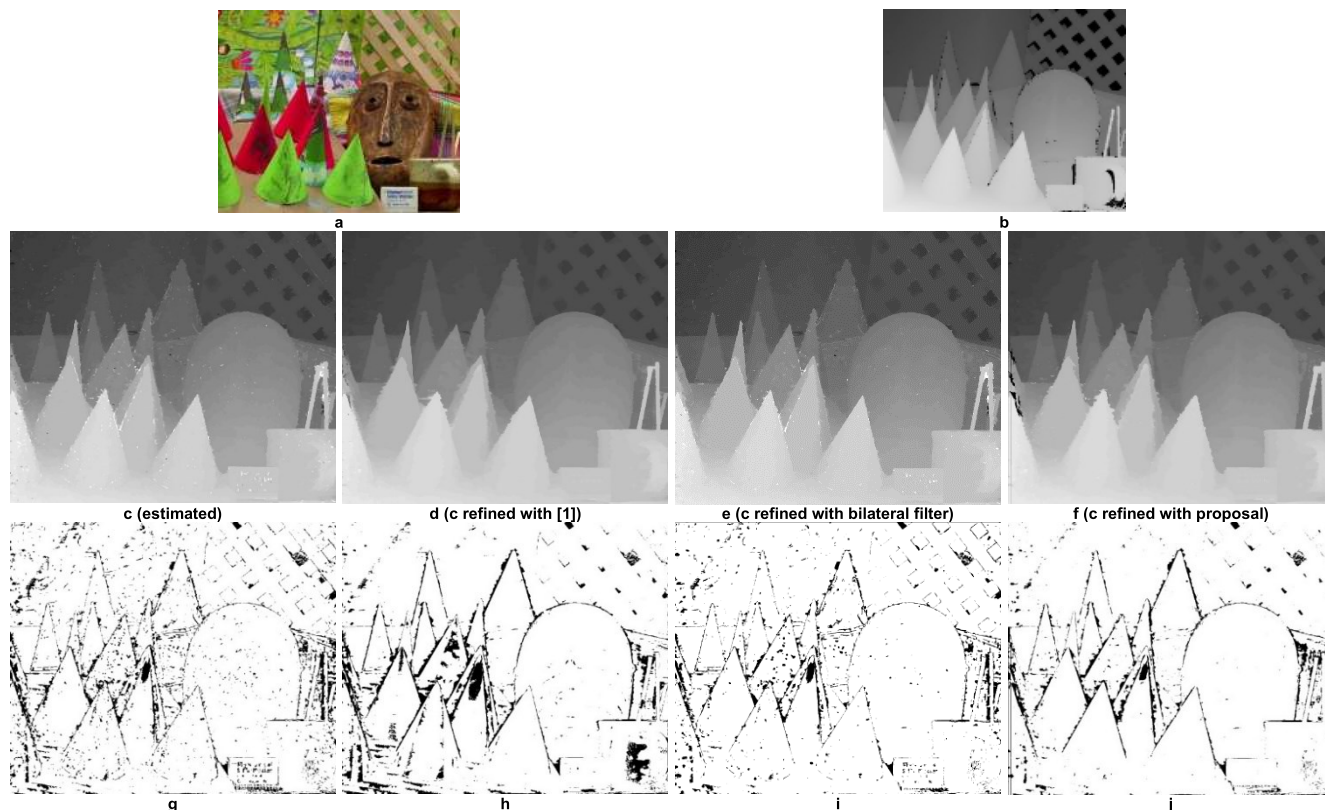 a
b
c (estimated)
d (c refined with [1])
e (c refined with bilateral filter)
f (c refined with proposal)
g
h
i
j